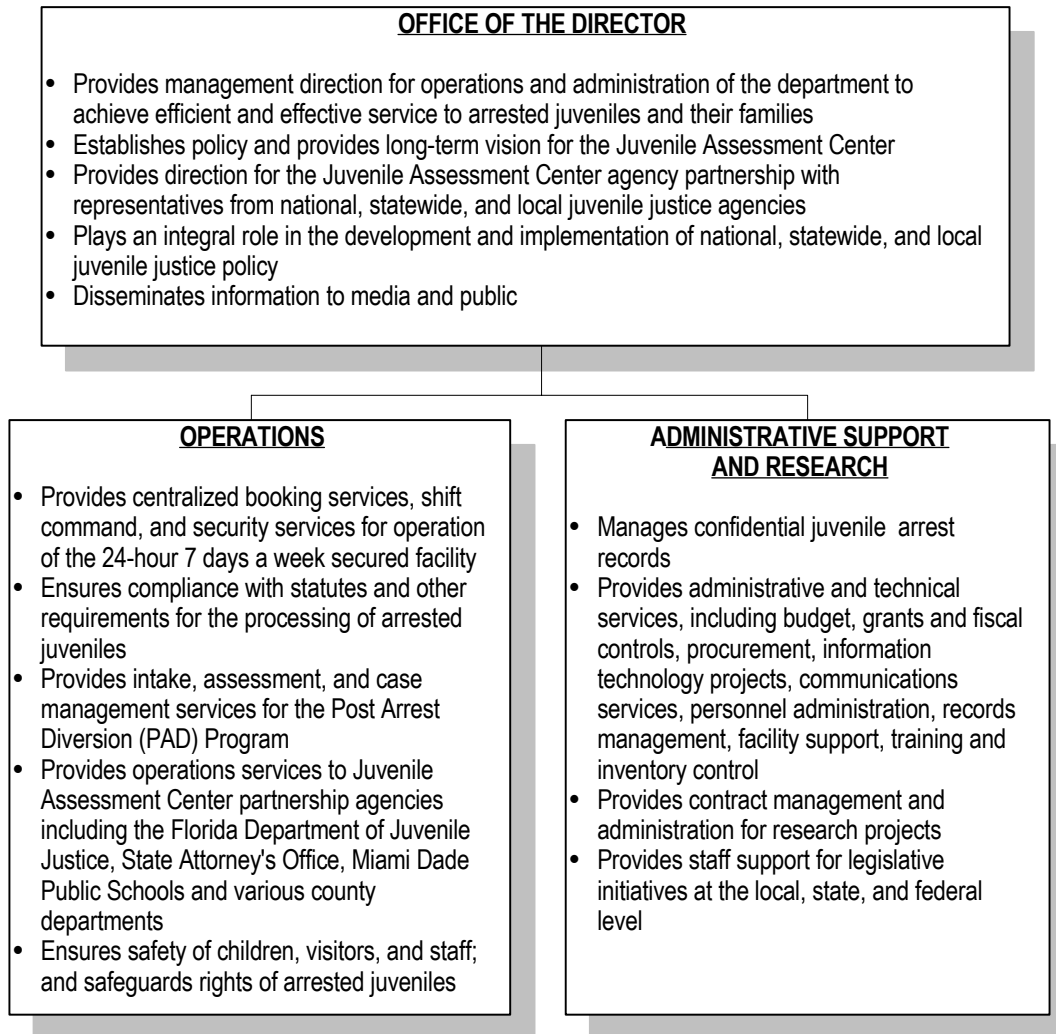 OFFICE OF THE DIRECTOR
• Provides management direction for operations and administration of the department to
achieve efficient and effective service to arrested juveniles and their families
• Establishes policy and provides long-term vision for the Juvenile Assessment Center
• Provides direction for the Juvenile Assessment Center agency partnership with
representatives from national, statewide, and local juvenile justice agencies
• Plays an integral role in the development and implementation of national, statewide, and local
juvenile justice policy
• Disseminates information to media and public
OPERATIONS
• Provides centralized booking services, shift
command, and security services for operation
of the 24-hour 7 days a week secured facility
• Ensures compliance with statutes and other
requirements for the processing of arrested
juveniles
• Provides intake, assessment, and case
management services for the Post Arrest
Diversion (PAD) Program
• Provides operations services to Juvenile
Assessment Center partnership agencies
including the Florida Department of Juvenile
Justice, State Attorney's Office, Miami Dade
Public Schools and various county
departments
• Ensures safety of children, visitors, and staff;
and safeguards rights of arrested juveniles
ADMINISTRATIVE SUPPORT
AND RESEARCH
• Manages confidential juvenile arrest
records
• Provides administrative and technical
services, including budget, grants and fiscal
controls, procurement, information
technology projects, communications
services, personnel administration, records
management, facility support, training and
inventory control
• Provides contract management and
administration for research projects
• Provides staff support for legislative
initiatives at the local, state, and federal
level